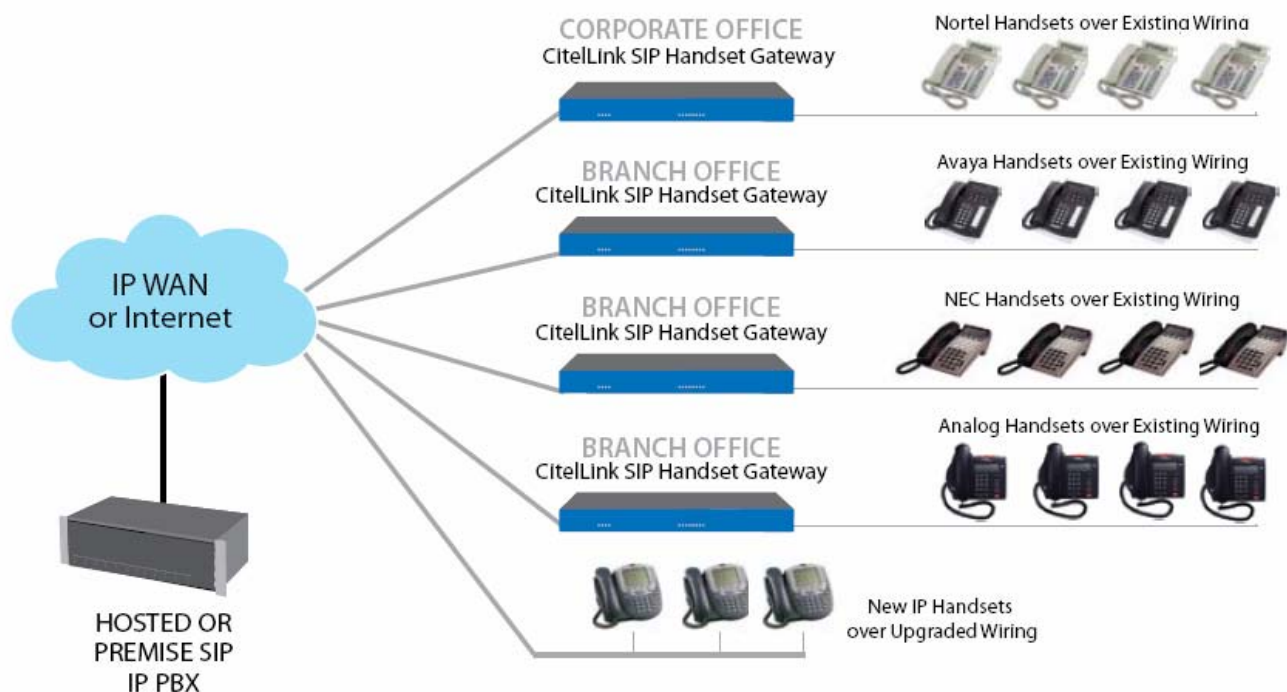 CORPORATE OFFICE
CitelLink SIP Handset Gateway
Nortel Handsets over Existing Wiring
BRANCH OFFICE
CitelLink SIP Handset Gateway
Avaya Handsets over Existing Wiring
IP WAN
or Internet
BRANCH OFFICE
CitelLink SIP Handset Gateway
NEC Handsets over Existing Wiring
BRANCH OFFICE
CitelLink SIP Handset Gateway
Analog Handsets over Existing Wiring
HOSTED OR
PREMISE SIP
IP PBX
New IP Handsets
over Upgraded Wiring